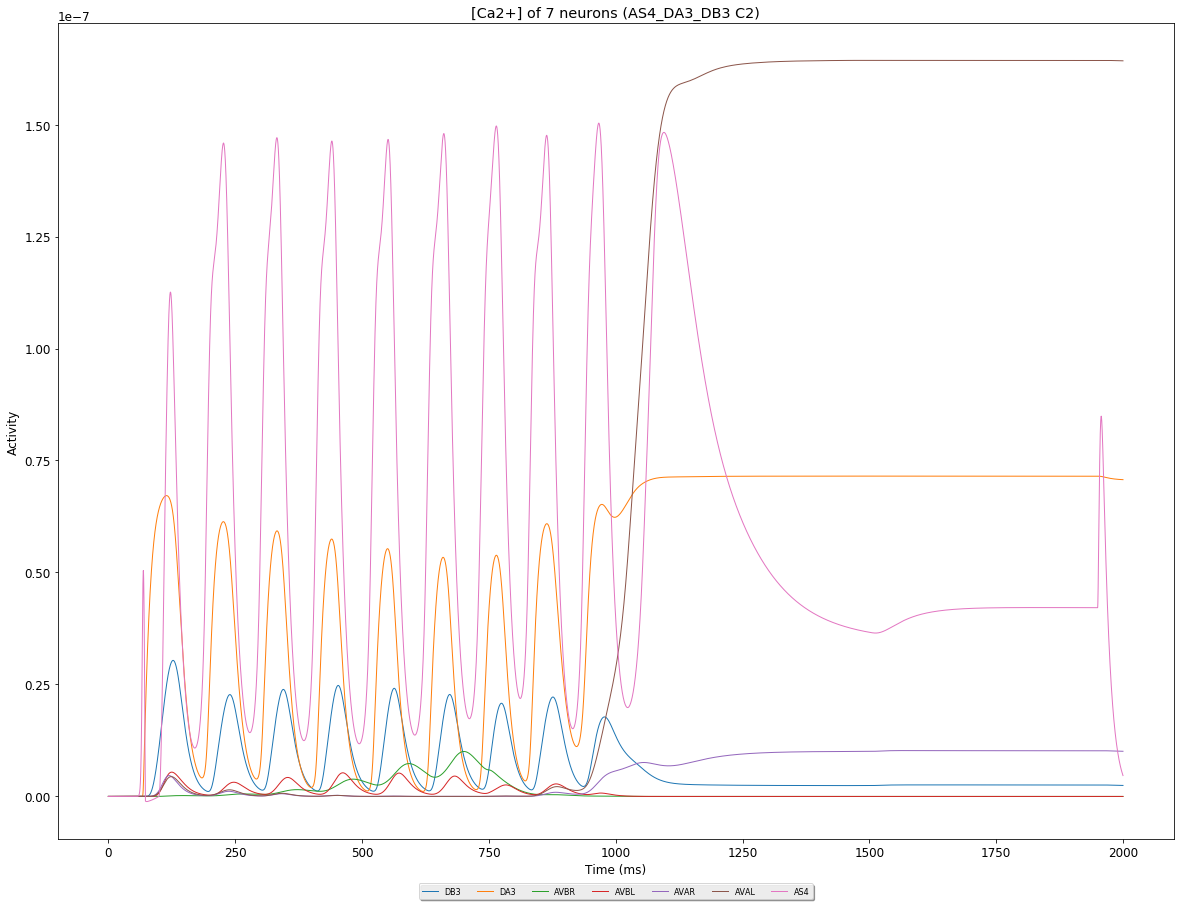 [Ca2+] of 7 neurons (AS4_DA3_DB3 C2)
1e−7
1.50
1.25
1.00
0.75
0.50
0.25
0.00
Activity
0 250 500 750 1000 1250 1500 1750 2000
Time (ms)
DB3 DA3 AVBR AVBL AVAR AVAL AS4